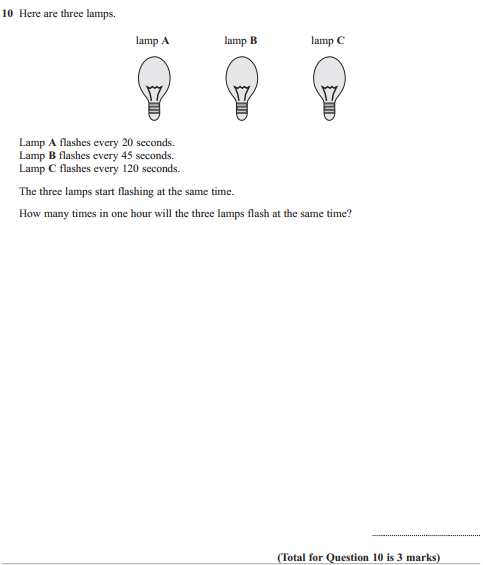 10 Here are three lamps.
lamp A lamp B lamp C
Lamp A flashes every 20 seconds.
Lamp B flashes every 45 seconds.
Lamp C flashes every 120 seconds.
The three lamps start flashing at the same time.
How many times in one hour will the three lamps flash at the same time?
(Total for Question 10 is 3 marks)